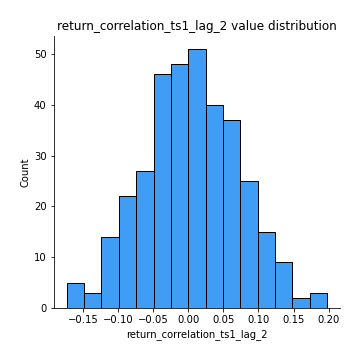 return_correlation_ts1_lag_2 value distribution
50
40
30
20
10
0
Count
−0.15 −0.10 −0.05 0.00 0.05 0.10 0.15 0.20
return_correlation_ts1_lag_2